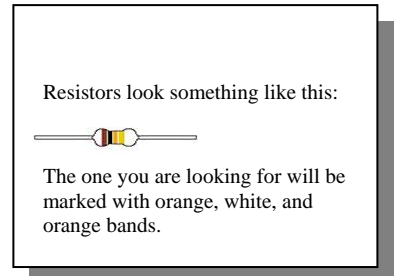 Resistors look something like this:
The one you are looking for will be
marked with orange, white, and
orange bands.